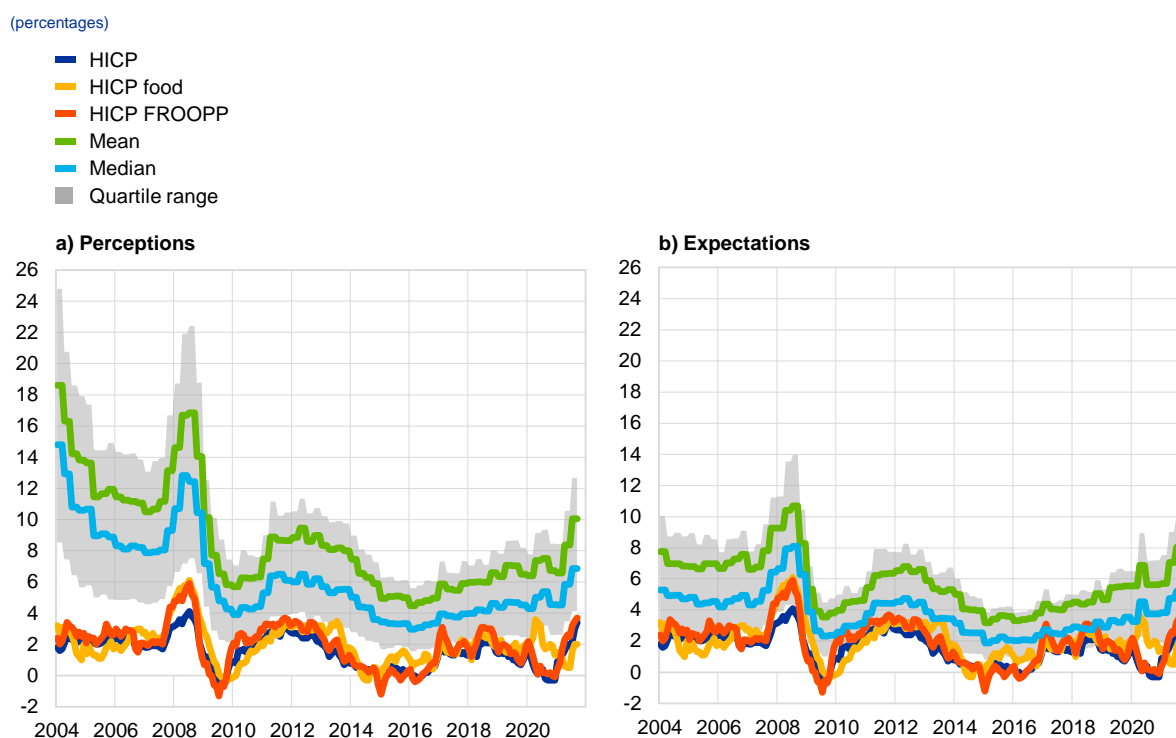 (percentages)
HICP
HICP food
HICP FROOPP
Mean
Median
Quartile range
a) Perceptions
26
24
22
20
18
16
14
12
10
8
6
4
2
0
-2
2004 2006 2008 2010 2012 2014 2016 2018 2020
b) Expectations
26
24
22
20
18
16
14
12
10
8
6
4
2
0
-2
2004 2006 2008 2010 2012 2014 2016 2018 2020